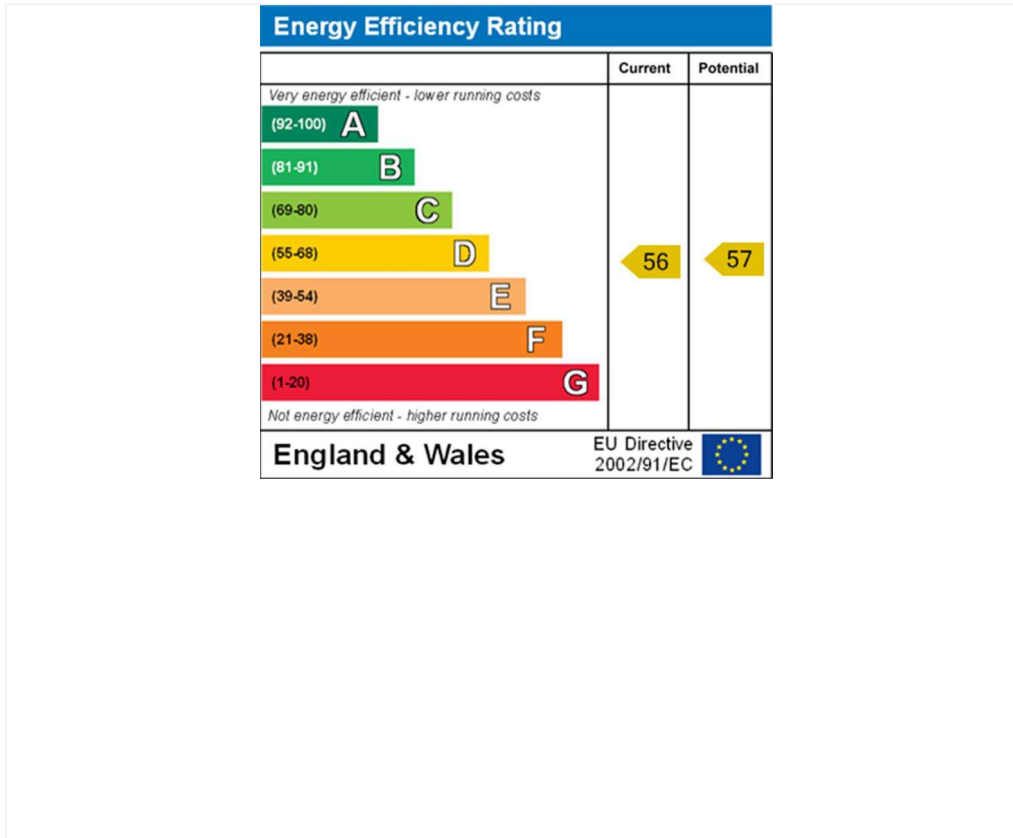 Energy Efficiency Rating
Current Potential
Very energy efficient - lower running costs
(92-100) A
(81-91) B
(69-80) C
(55-68) D 56 57
(39-54) E
(21-38) F
(1-20) G
Not energy efficient - higher running costs
England & Wales
EU Directive
2002/91/EC